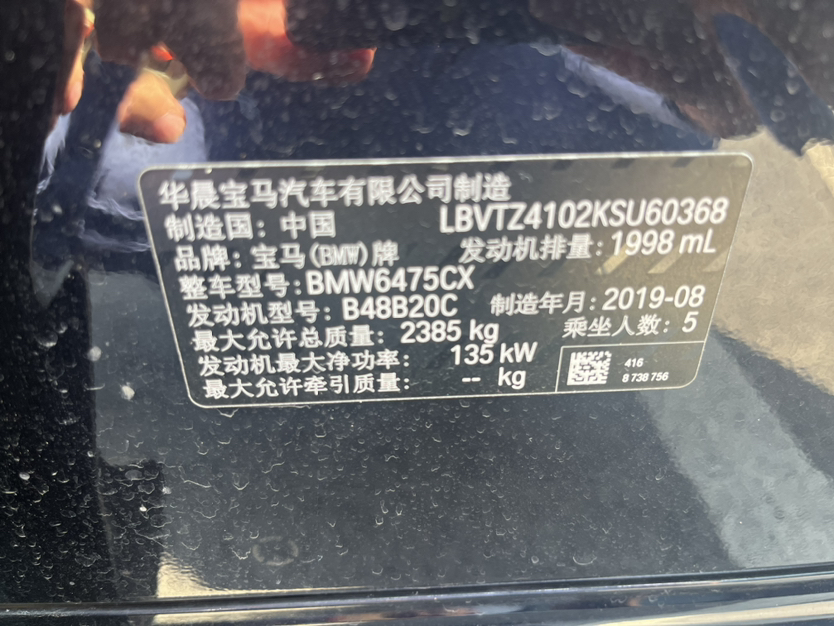 华晨宝马汽车有限公司制造
制造国：中国 LBVTZ4102KSU60368
品牌：宝马(BMW)牌 发动机排量：1998 mL
整车型号：BMW6475CX
发动机型号：B48B20C 制造年月：2019-08
最大允许总质量：2385 kg 乘坐人数：5
发动机最大净功率：135 kW
最大允许牵引质量：-- kg
416
8 738 756